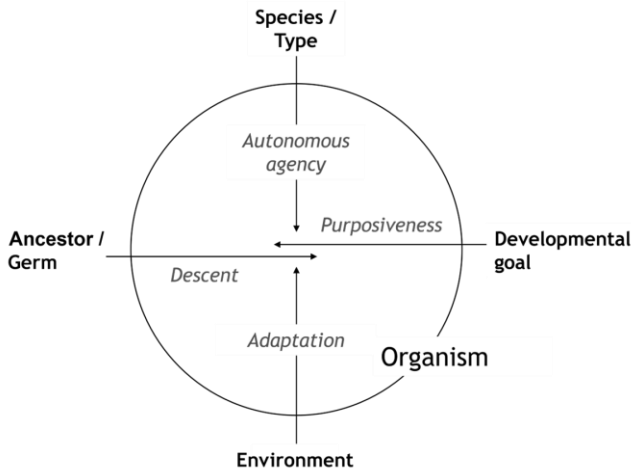 Species /
Type
Autonomous
agency
Purposiveness
Ancestor /
Germ
Developmental
goal
Descent
Adaptation
Organism
Environment